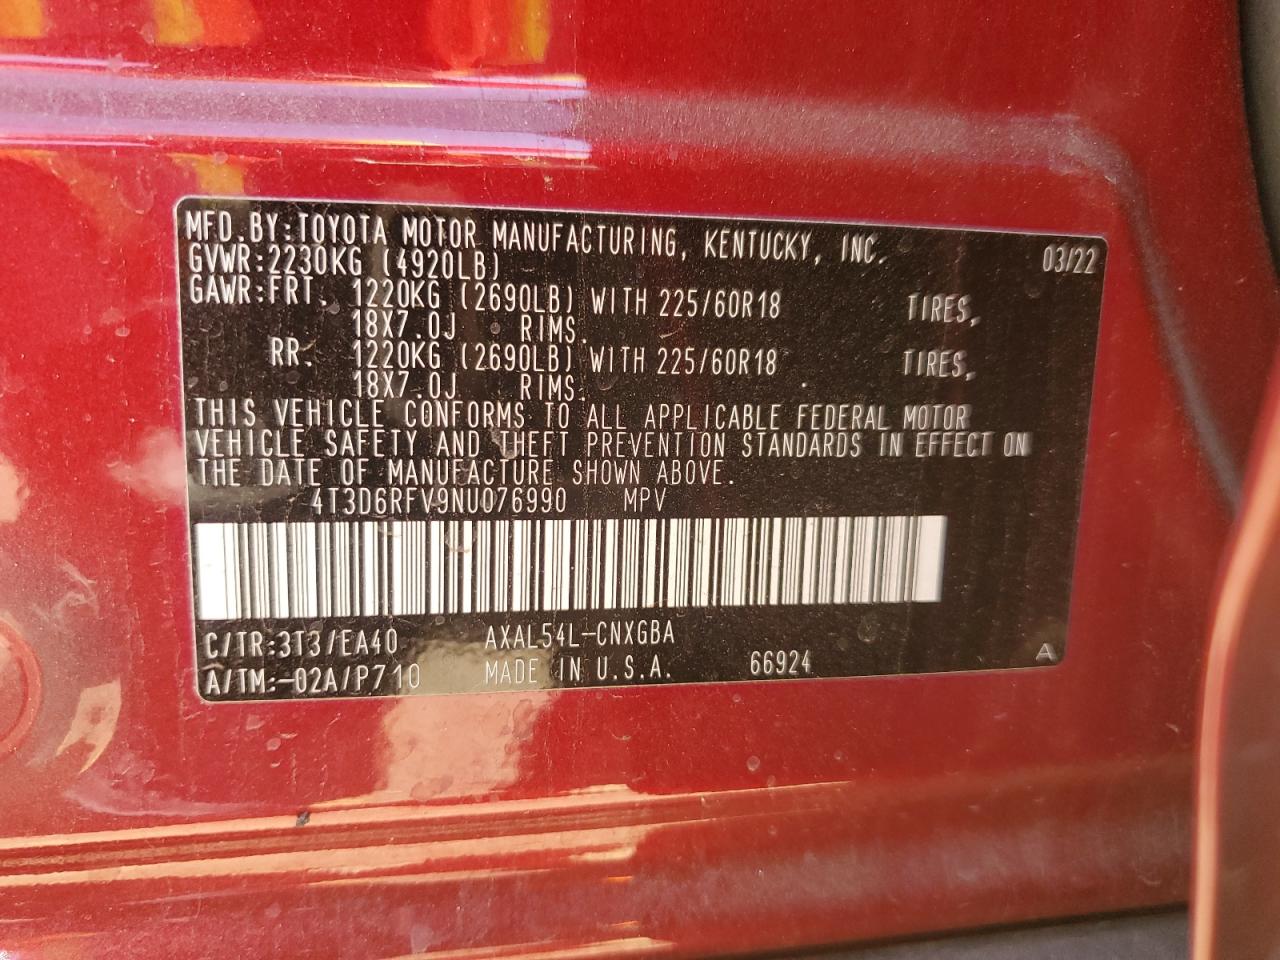 MFD.BY:TOYOTA MOTOR MANUFACTURING, KENTUCKY, INC. 03/22
GVWR:2230KG (4920LB)
GAWR:FRT. 1220KG (2690LB) WITH 225/60R18 TIRES,
18X7.0J RIMS.
RR. 1220KG (2690LB) WITH 225/60R18 TIRES,
18X7.0J RIMS.
THIS VEHICLE CONFORMS TO ALL APPLICABLE FEDERAL MOTOR
VEHICLE SAFETY AND THEFT PREVENTION STANDARDS IN EFFECT ON
THE DATE OF MANUFACTURE SHOWN ABOVE.
4T3D6RFV9NU076990 MPV
C/TR:3T3/EA40 AXAL54L-CNXGBA
A/TM:-02A/P710 MADE IN U.S.A. 66924 A